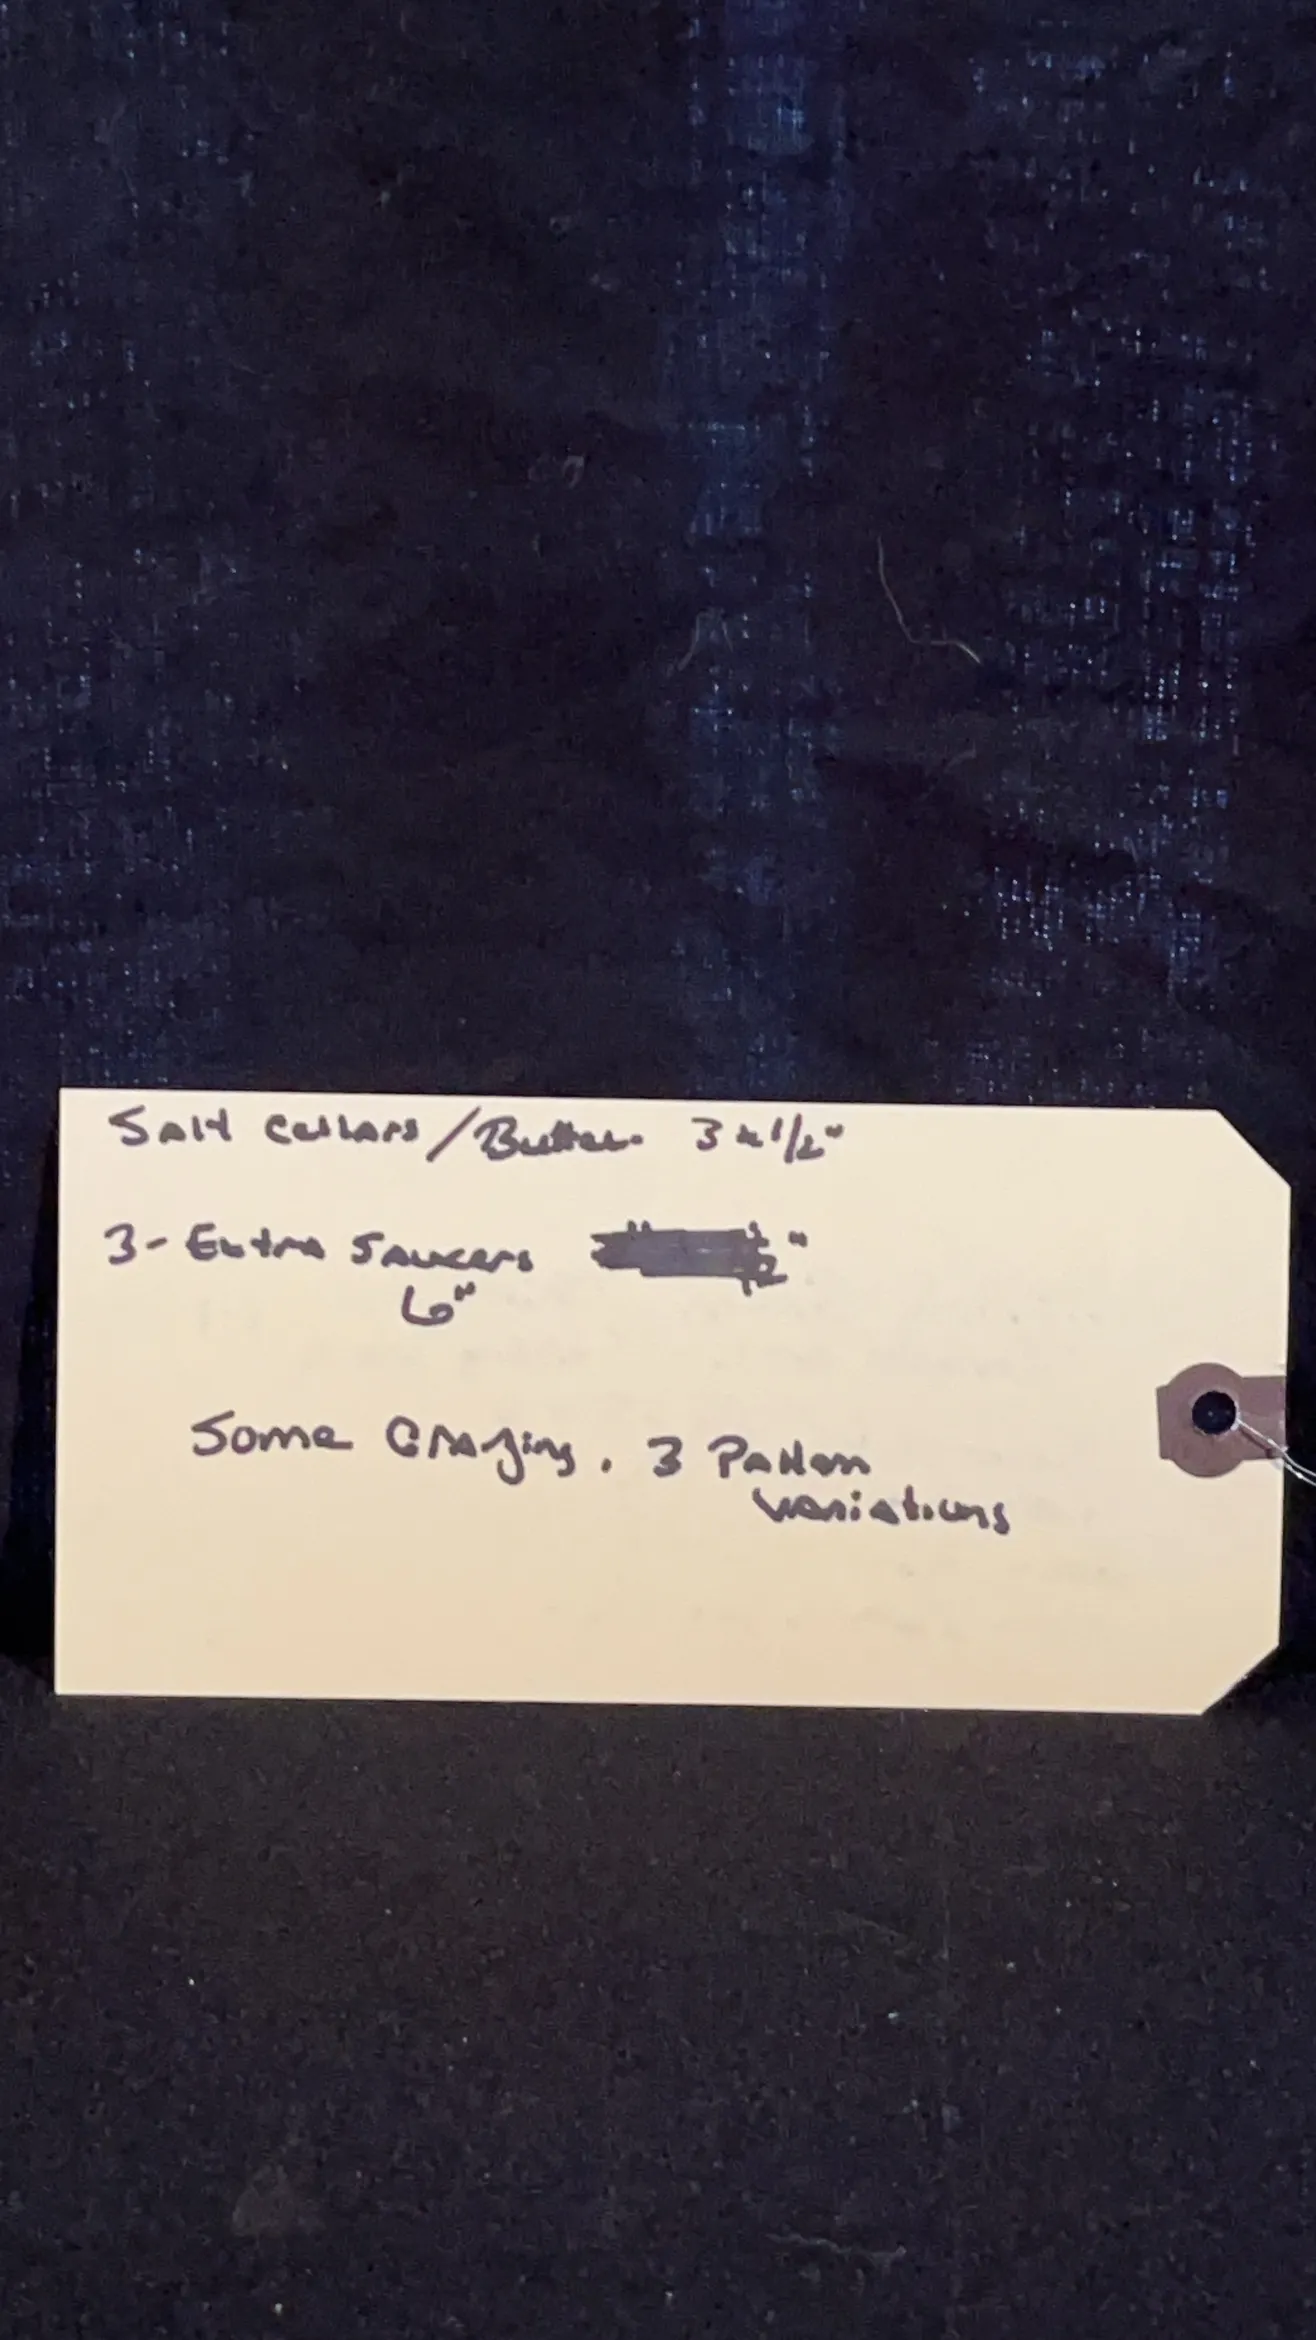 Salt Cellars/Butter. 3 x 1/2"
3- Extra Saucers
6"
Some Crazing. 3 Pattern
variations